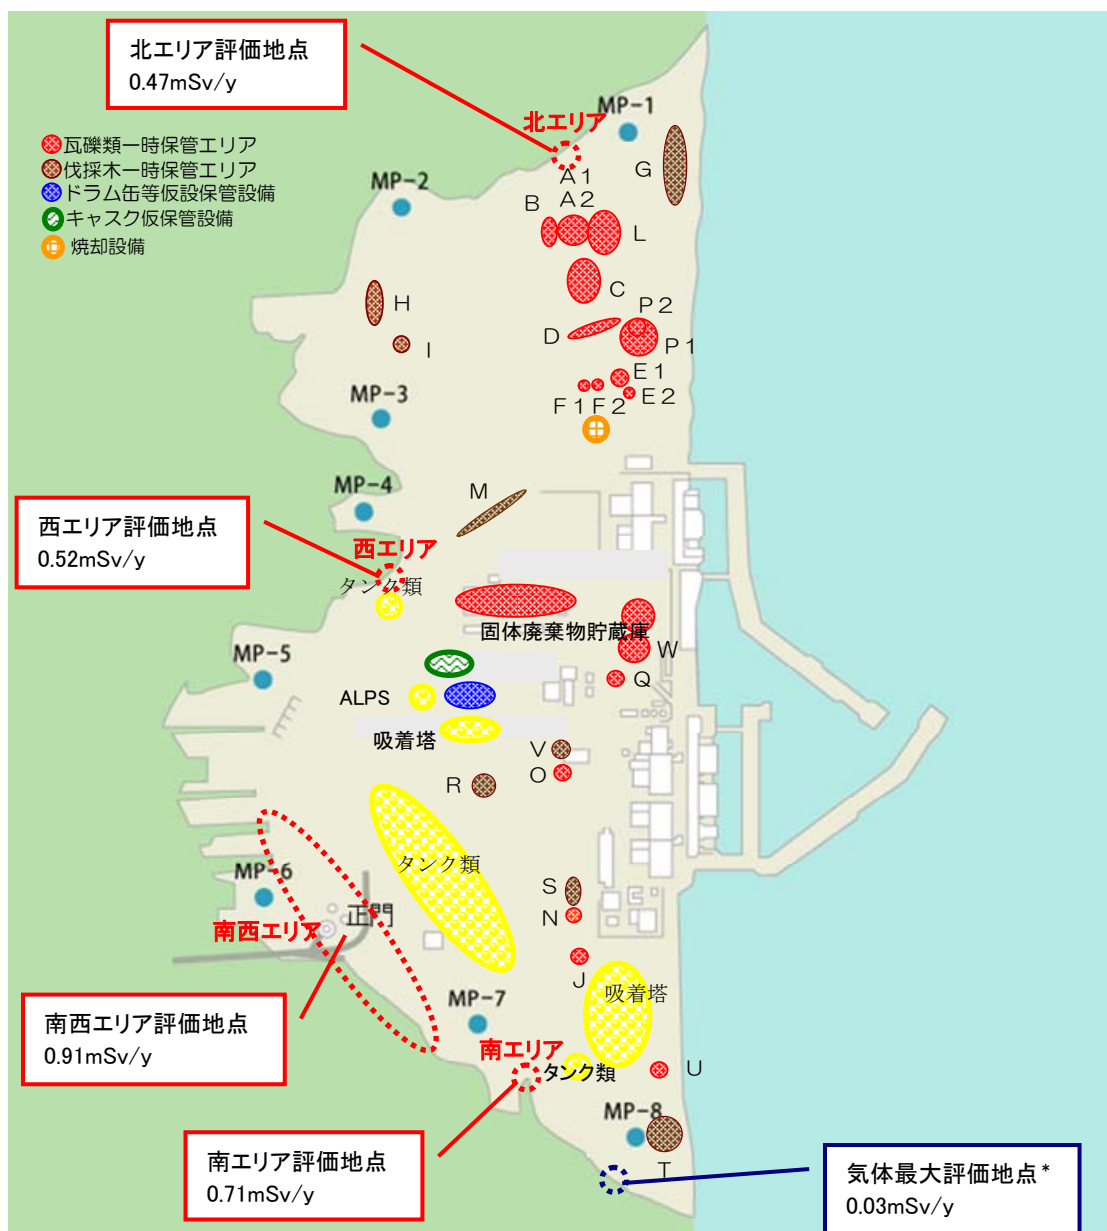 北エリア評価地点
0.47mSv/y
瓦礫類一時保管エリア
伐採木一時保管エリア
ドラム缶等仮設保管設備
キャスク仮保管設備
焼却設備
MP-1
北エリア
A1
A2
G
MP-2
B
L
C
H
P2
D
P1
I
E1
E2
MP-3
F1
F2
MP-4
M
西エリア評価地点
0.52mSv/y
西エリア
タンク類
固体廃棄物貯蔵庫
W
MP-5
Q
ALPS
吸着塔
V
O
R
タンク類
MP-6
S
正門
N
南西エリア
J
吸着塔
南西エリア評価地点
0.91mSv/y
MP-7
南エリア
タンク類
U
MP-8
T
南エリア評価地点
0.71mSv/y
気体最大評価地点*
0.03mSv/y